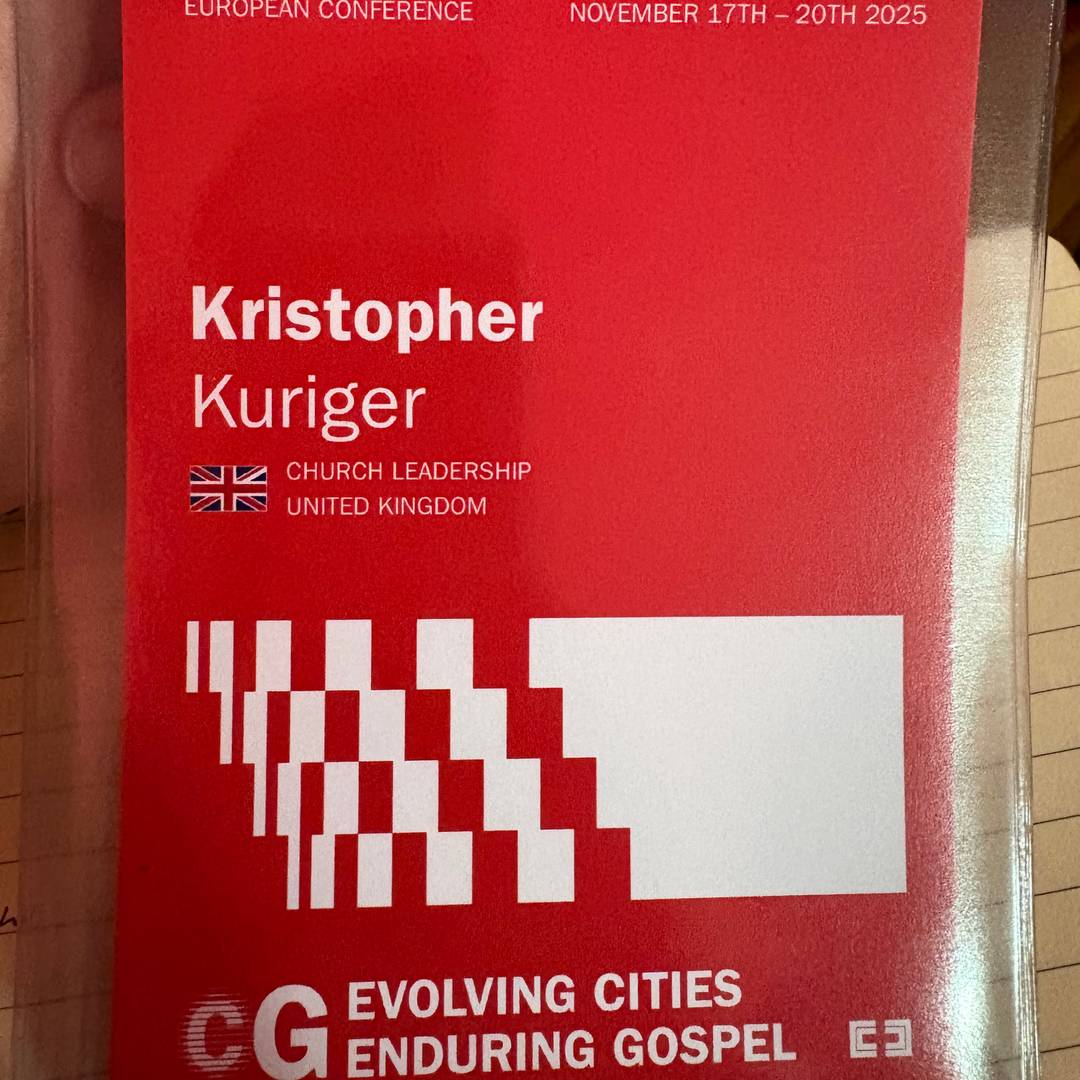 EUROPEAN CONFERENCE
NOVEMBER 17TH – 20TH 2025
Kristopher
Kuriger
CHURCH LEADERSHIP
UNITED KINGDOM
CG
EVOLVING CITIES
ENDURING GOSPEL